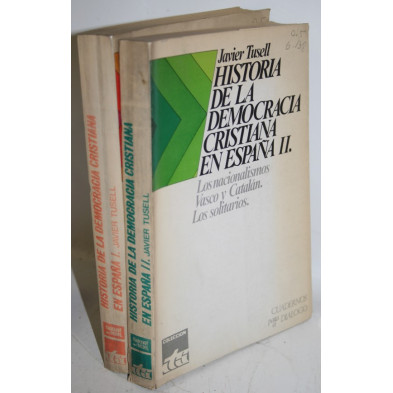 Javier Tusell
HISTORIA
DE LA
DEMOCRACIA
CRISTIANA
EN ESPAÑA II.
Los nacionalismos
Vasco y Catalán.
Los solitarios.
CUADERNOS
para el DIALOGO
HISTORIA DE LA DEMOCRACIA CRISTIANA
EN ESPAÑA II. JAVIER TUSELL
COLECCION
HISTORIA DE LA DEMOCRACIA CRISTIANA
EN ESPAÑA I. JAVIER TUSELL